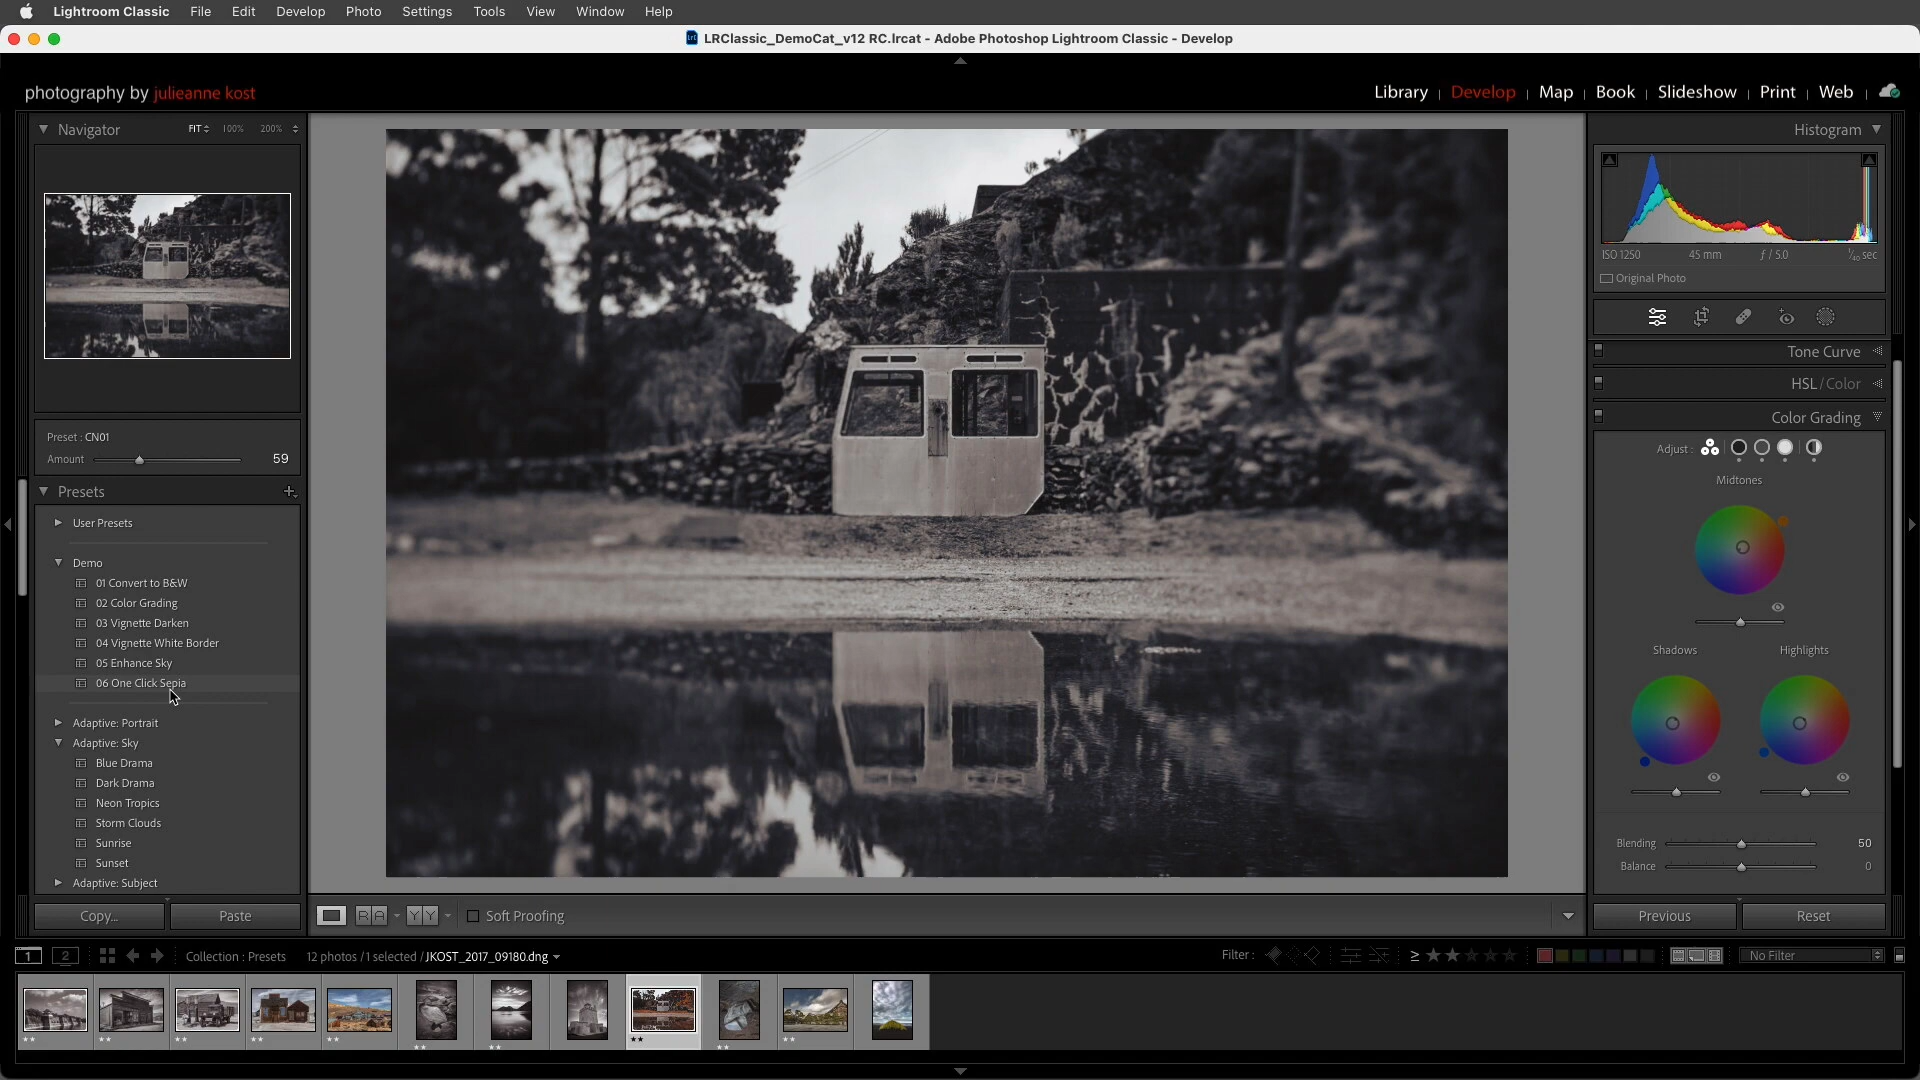 Lightroom Classic File Edit Develop Photo Settings Tools View Window Help
LRClassic_DemoCat_v12 RC.lrcat - Adobe Photoshop Lightroom Classic - Develop
photography by julieanne kost
Library | Develop | Map | Book | Slideshow | Print | Web |
Navigator FIT 100% 200%
Preset : CN01
Amount 59
Presets
User Presets
Demo
01 Convert to B&W
02 Color Grading
03 Vignette Darken
04 Vignette White Border
05 Enhance Sky
06 One Click Sepia
Adaptive: Portrait
Adaptive: Sky
Blue Drama
Dark Drama
Neon Tropics
Storm Clouds
Sunrise
Sunset
Adaptive: Subject
Copy... Paste
RA YY Soft Proofing
Histogram
ISO 1250 45 mm ƒ / 5.0 1/40 sec
Original Photo
Tone Curve
HSL / Color
Color Grading
Adjust :
Midtones
Shadows Highlights
Blending 50
Balance 0
Previous Reset
1 2 Collection : Presets 12 photos / 1 selected / JKOST_2017_09180.dng Filter : ≥ No Filter